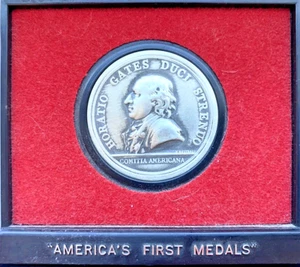 HORATIO GATES DUCI STRENUO
COMITIA AMERICANA
"AMERICA'S FIRST MEDALS"